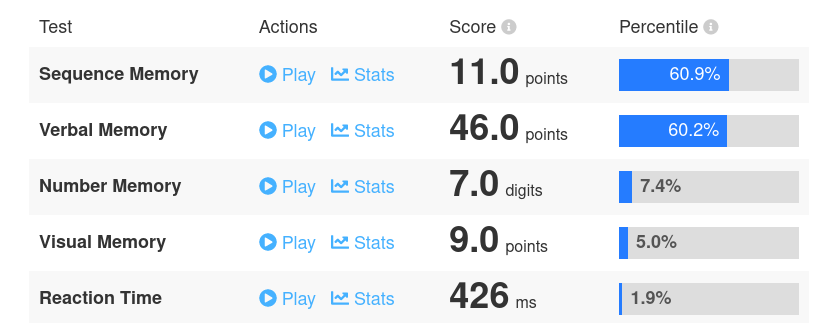 Test Actions Score Percentile
Sequence Memory Play Stats 11.0 points 60.9%
Verbal Memory Play Stats 46.0 points 60.2%
Number Memory Play Stats 7.0 digits 7.4%
Visual Memory Play Stats 9.0 points 5.0%
Reaction Time Play Stats 426 ms 1.9%